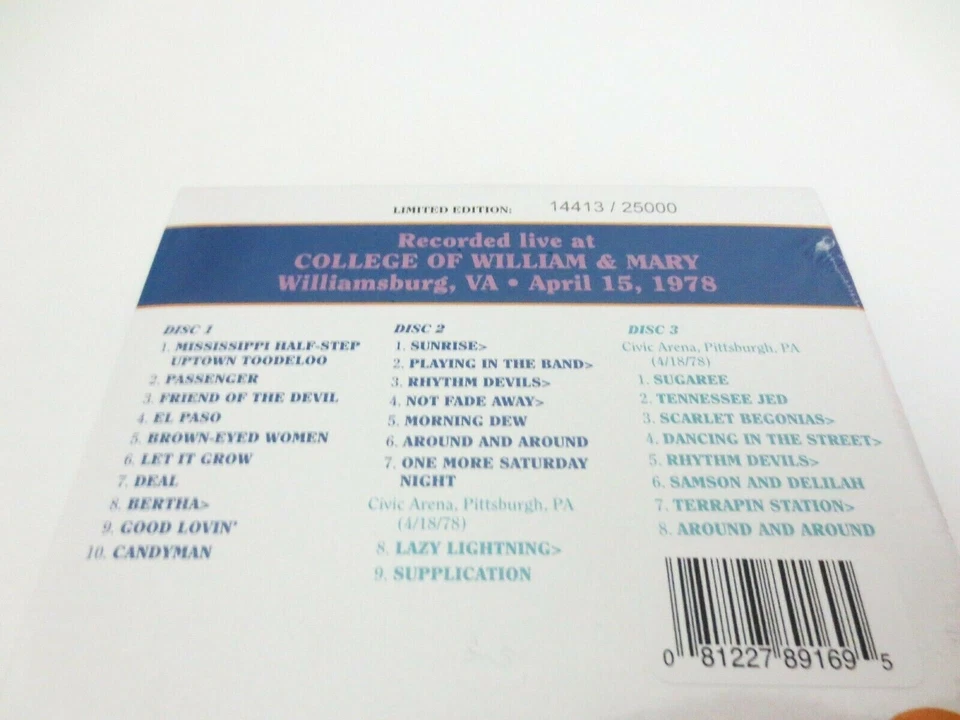 LIMITED EDITION: 14413 / 25000
Recorded live at
COLLEGE OF WILLIAM & MARY
Williamsburg, VA • April 15, 1978
DISC 1
1. MISSISSIPPI HALF-STEP
UPTOWN TOODELOO
2. PASSENGER
3. FRIEND OF THE DEVIL
4. EL PASO
5. BROWN-EYED WOMEN
6. LET IT GROW
7. DEAL
8. BERTHA>
9. GOOD LOVIN'
10. CANDYMAN
DISC 2
1. SUNRISE>
2. PLAYING IN THE BAND>
3. RHYTHM DEVILS>
4. NOT FADE AWAY>
5. MORNING DEW
6. AROUND AND AROUND
7. ONE MORE SATURDAY
NIGHT
Civic Arena, Pittsburgh, PA
(4/18/78)
8. LAZY LIGHTNING>
9. SUPPLICATION
DISC 3
Civic Arena, Pittsburgh, PA
(4/18/78)
1. SUGAREE
2. TENNESSEE JED
3. SCARLET BEGONIAS>
4. DANCING IN THE STREET>
5. RHYTHM DEVILS>
6. SAMSON AND DELILAH
7. TERRAPIN STATION>
8. AROUND AND AROUND
0 81227 89169 5